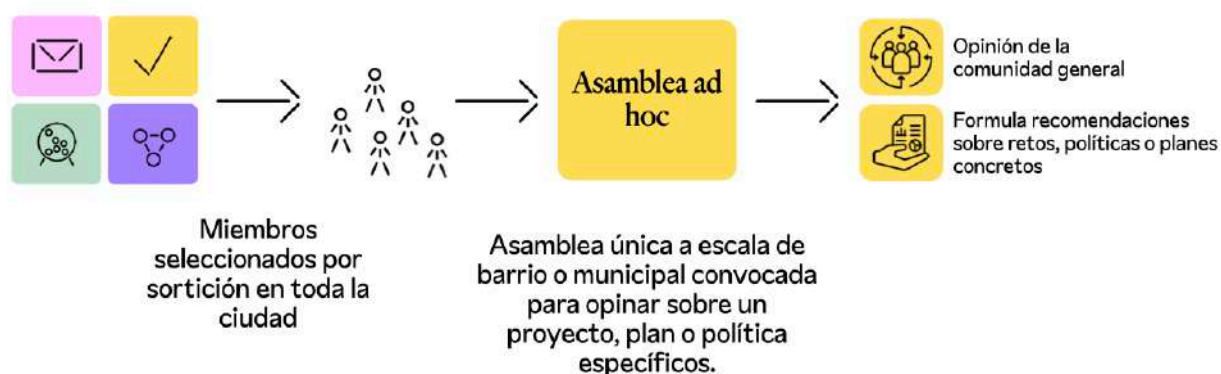 Miembros
seleccionados por
sortición en toda la
ciudad
Asamblea ad
hoc
Asamblea única a escala de
barrio o municipal convocada
para opinar sobre un
proyecto, plan o política
específicos.
Opinión de la
comunidad general
Formula recomendaciones
sobre retos, políticas o planes
concretos